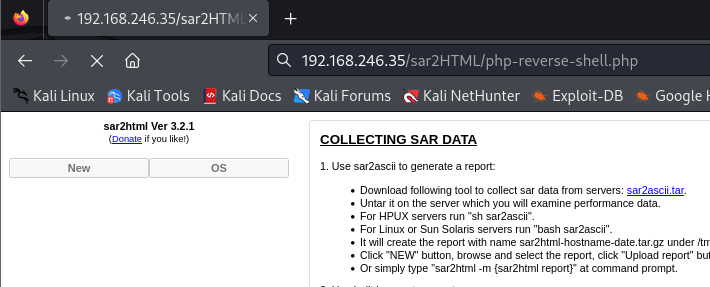 192.168.246.35/sar2HTML
192.168.246.35/sar2HTML/php-reverse-shell.php
Kali Linux Kali Tools Kali Docs Kali Forums Kali NetHunter Exploit-DB Google H
sar2html Ver 3.2.1
(Donate if you like!)
New OS
COLLECTING SAR DATA
1. Use sar2ascii to generate a report:
• Download following tool to collect sar data from servers: sar2ascii.tar.
• Untar it on the server which you will examine performance data.
• For HPUX servers run "sh sar2ascii".
• For Linux or Sun Solaris servers run "bash sar2ascii".
• It will create the report with name sar2html-hostname-date.tar.gz under /tm
• Click "NEW" button, browse and select the report, click "Upload report" but
• Or simply type "sar2html -m {sar2html report}" at command prompt.